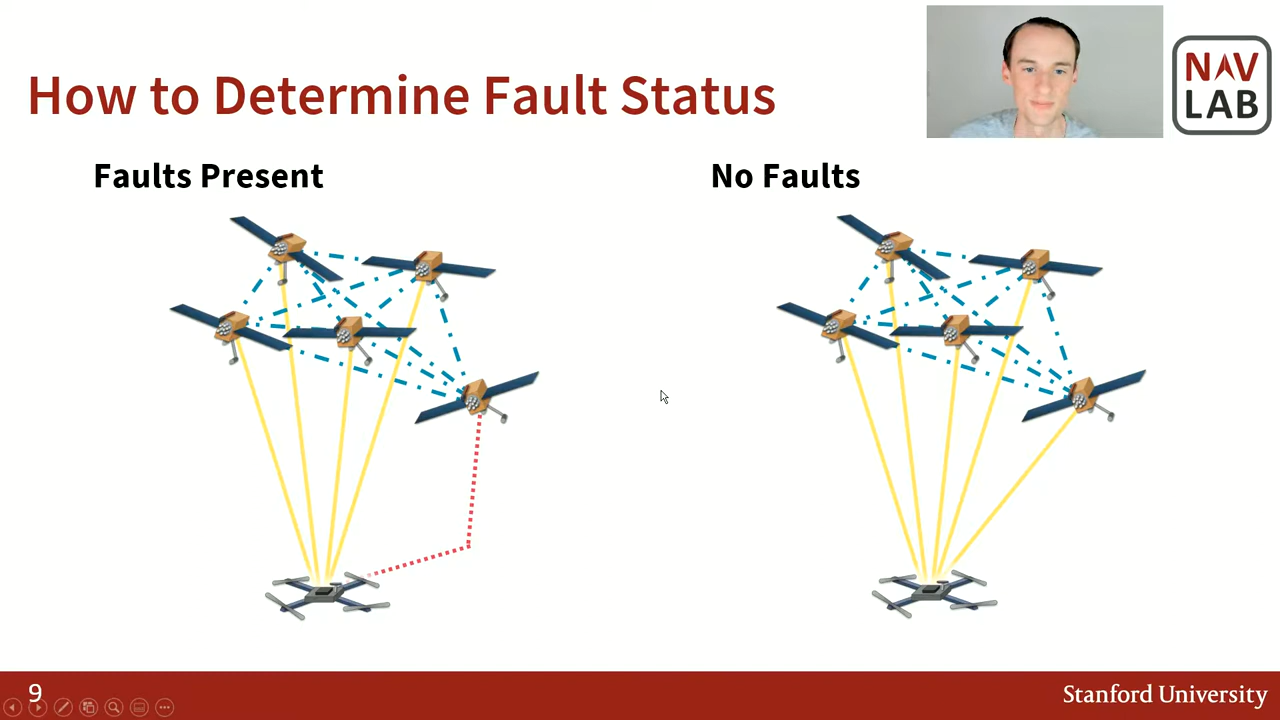 How to Determine Fault Status
NAV
LAB
Faults Present
No Faults
9
Stanford University